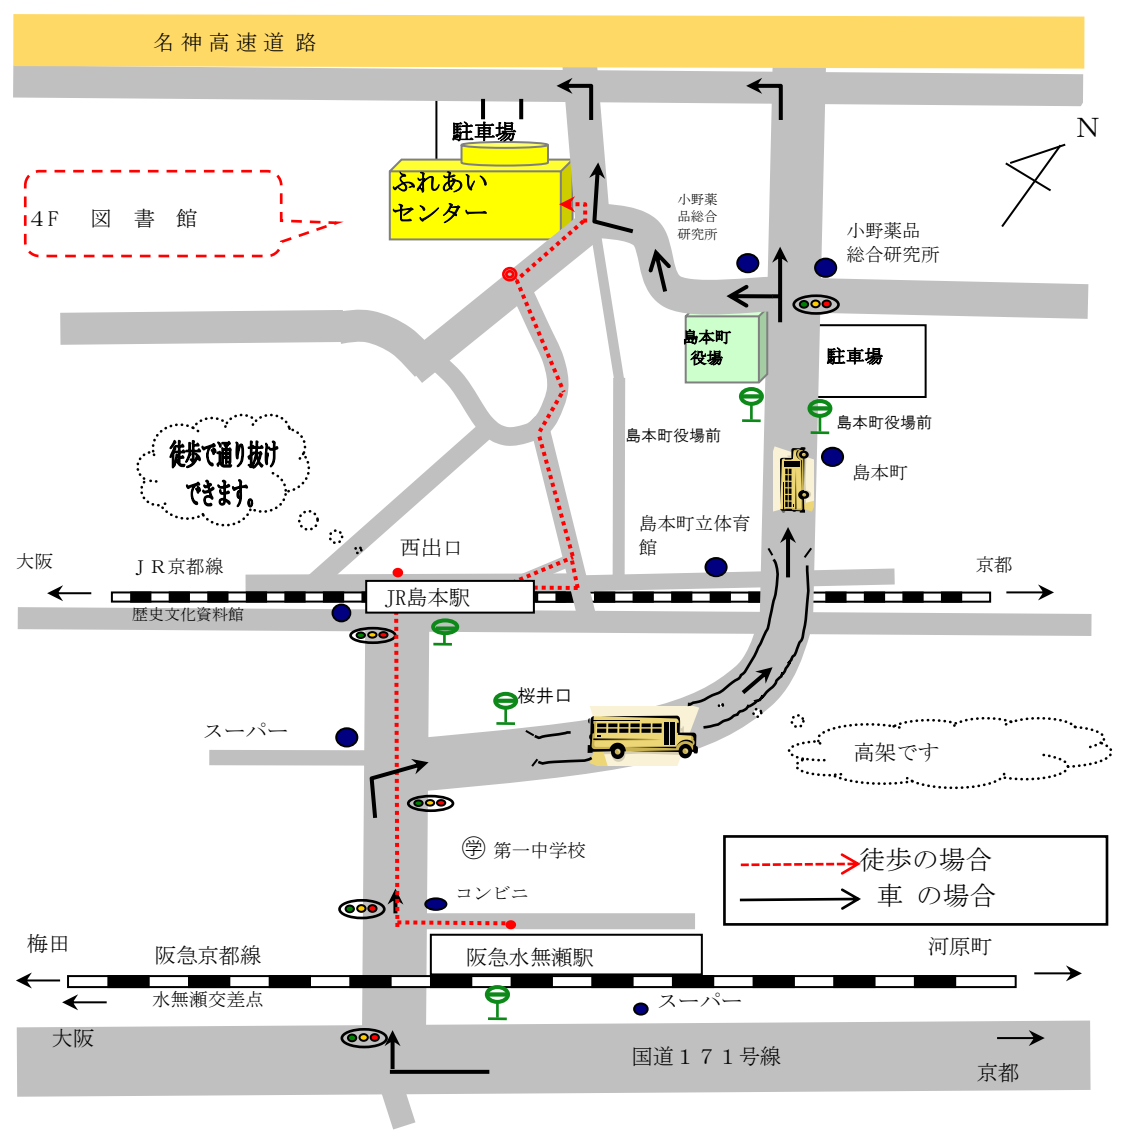 名神高速道路
N
駐車場
ふれあい
センター
4F　図　書　館
小野薬
品総合
研究所
小野薬品
総合研究所
島本町
役場
駐車場
島本町役場前
島本町役場前
徒歩で通り抜け
できます。
島本町
島本町立体育
館
西出口
大阪
ＪＲ京都線
京都
JR島本駅
歴史文化資料館
桜井口
スーパー
高架です
学
第一中学校
徒歩の場合
車 の場合
コンビニ
梅田
阪急京都線
阪急水無瀬駅
河原町
水無瀬交差点
スーパー
大阪
国道１７１号線
京都